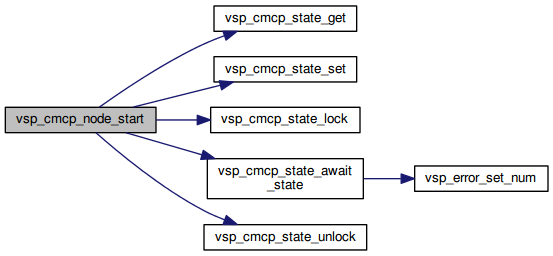 vsp_cmcp_state_get
vsp_cmcp_state_set
vsp_cmcp_node_start
vsp_cmcp_state_lock
vsp_cmcp_state_await
_state
vsp_error_set_num
vsp_cmcp_state_unlock